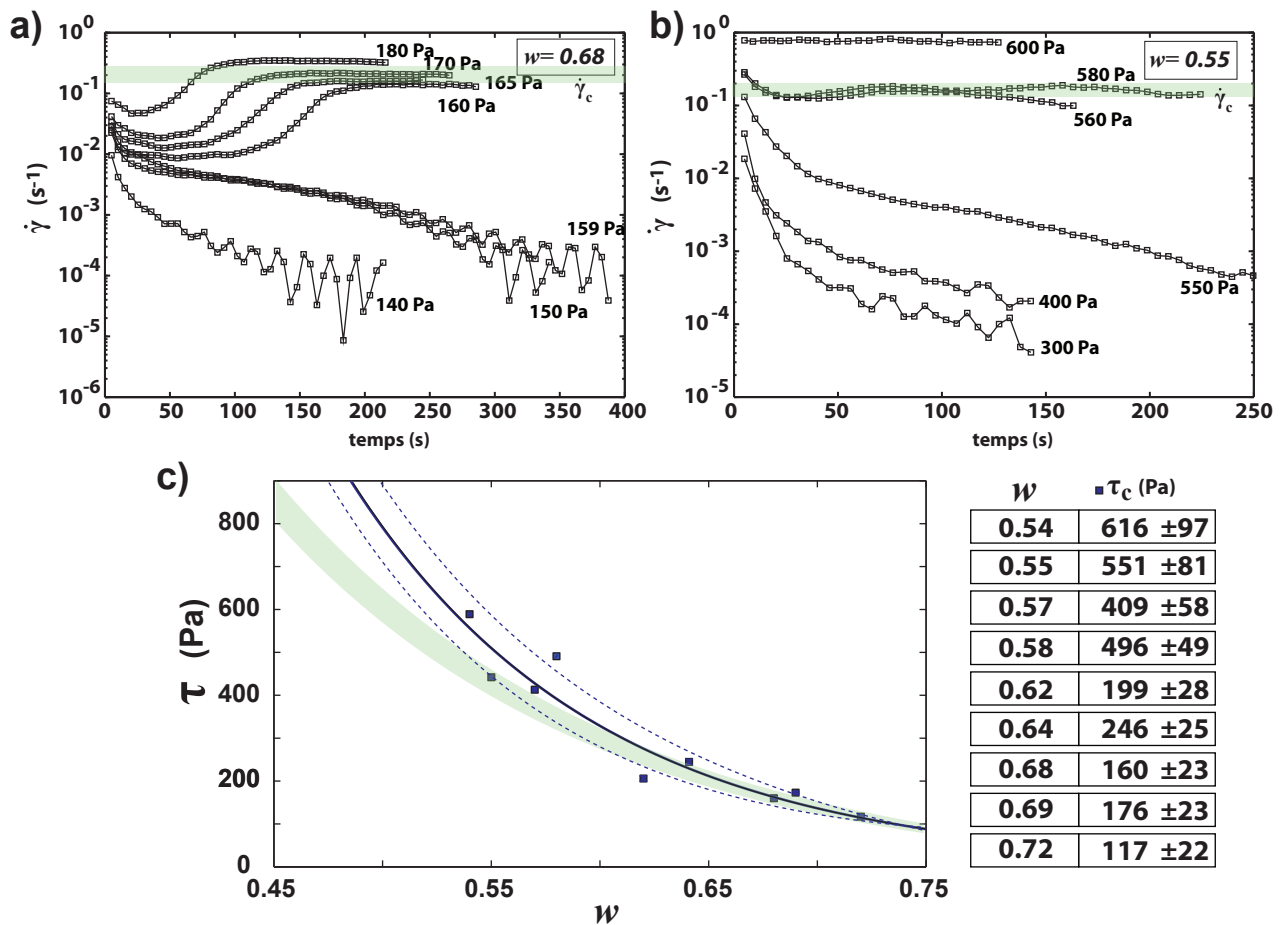 a)
10^0
10^-1
10^-2
10^-3
10^-4
10^-5
10^-6
γ̇ (s^-1)
180 Pa
170 Pa
165 Pa
160 Pa
w= 0.68
γ̇_c
159 Pa
150 Pa
140 Pa
0 50 100 150 200 250 300 350 400
temps (s)
b)
10^0
10^-1
10^-2
10^-3
10^-4
10^-5
γ̇ (s^-1)
600 Pa
w= 0.55
580 Pa
γ̇_c
560 Pa
550 Pa
400 Pa
300 Pa
0 50 100 150 200 250
temps (s)
c)
800
600
400
200
0
τ (Pa)
0.45 0.55 0.65 0.75
w
w τ_c (Pa)
0.54 616 ±97
0.55 551 ±81
0.57 409 ±58
0.58 496 ±49
0.62 199 ±28
0.64 246 ±25
0.68 160 ±23
0.69 176 ±23
0.72 117 ±22